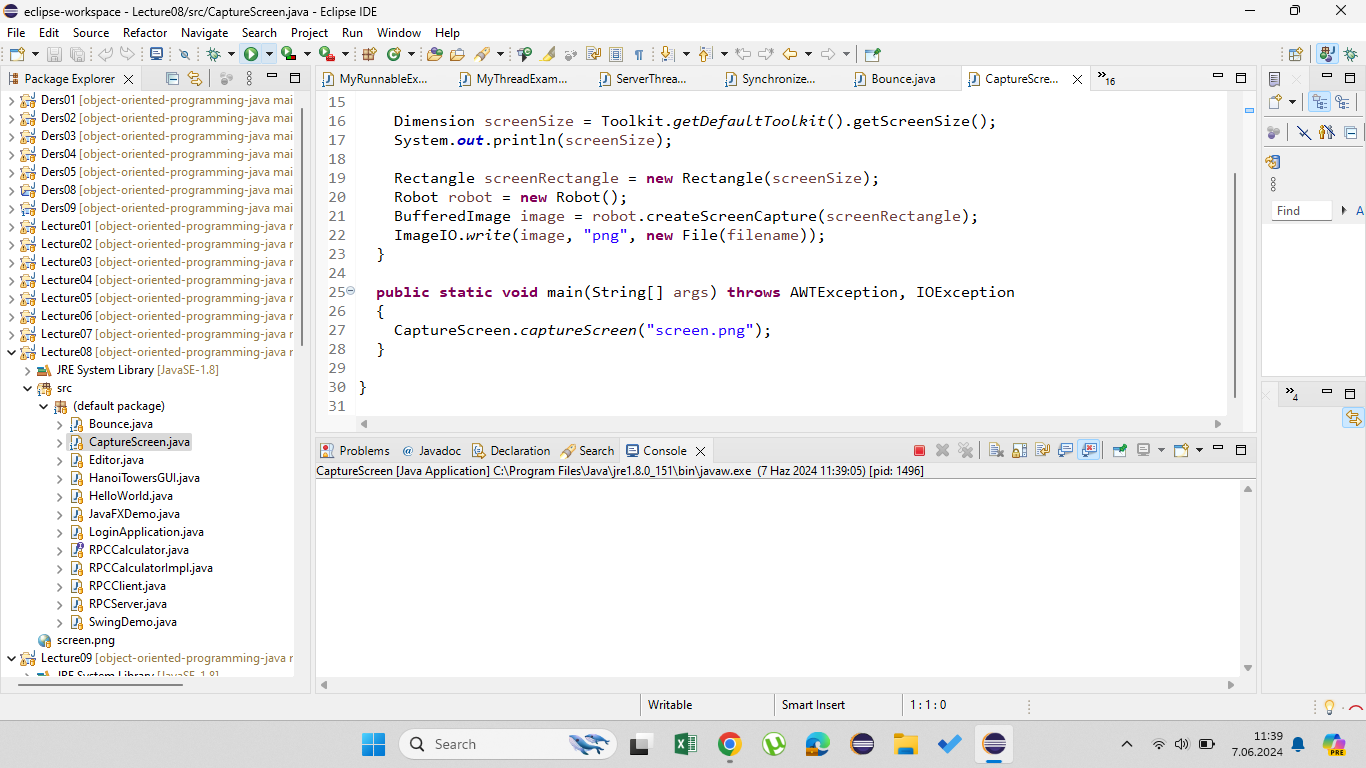 eclipse-workspace - Lecture08/src/CaptureScreen.java - Eclipse IDE
File Edit Source Refactor Navigate Search Project Run Window Help
Package Explorer
MyRunnableEx... MyThreadExam... ServerThrea... Synchronize... Bounce.java CaptureScre... 16
Ders01 [object-oriented-programming-java mai
Ders02 [object-oriented-programming-java mai
Ders03 [object-oriented-programming-java mai
Ders04 [object-oriented-programming-java mai
Ders05 [object-oriented-programming-java mai
Ders08 [object-oriented-programming-java mai
Ders09 [object-oriented-programming-java mai
Lecture01 [object-oriented-programming-java r
Lecture02 [object-oriented-programming-java r
Lecture03 [object-oriented-programming-java r
Lecture04 [object-oriented-programming-java r
Lecture05 [object-oriented-programming-java r
Lecture06 [object-oriented-programming-java r
Lecture07 [object-oriented-programming-java r
Lecture08 [object-oriented-programming-java r
JRE System Library [JavaSE-1.8]
src
(default package)
Bounce.java
CaptureScreen.java
Editor.java
HanoiTowersGUI.java
HelloWorld.java
JavaFXDemo.java
LoginApplication.java
RPCCalculator.java
RPCCalculatorImpl.java
RPCClient.java
RPCServer.java
SwingDemo.java
screen.png
Lecture09 [object-oriented-programming-java r
JRE System Library [JavaSE-1.8]
15
16 Dimension screenSize = Toolkit.getDefaultToolkit().getScreenSize();
17 System.out.println(screenSize);
18
19 Rectangle screenRectangle = new Rectangle(screenSize);
20 Robot robot = new Robot();
21 BufferedImage image = robot.createScreenCapture(screenRectangle);
22 ImageIO.write(image, "png", new File(filename));
23 }
24
25 public static void main(String[] args) throws AWTException, IOException
26 {
27 CaptureScreen.captureScreen("screen.png");
28 }
29
30 }
31
Find A
4
Problems @ Javadoc Declaration Search Console
CaptureScreen [Java Application] C:\Program Files\Java\jre1.8.0_151\bin\javaw.exe (7 Haz 2024 11:39:05) [pid: 1496]
Writable Smart Insert 1 : 1 : 0
Search
11:39
7.06.2024
PRE